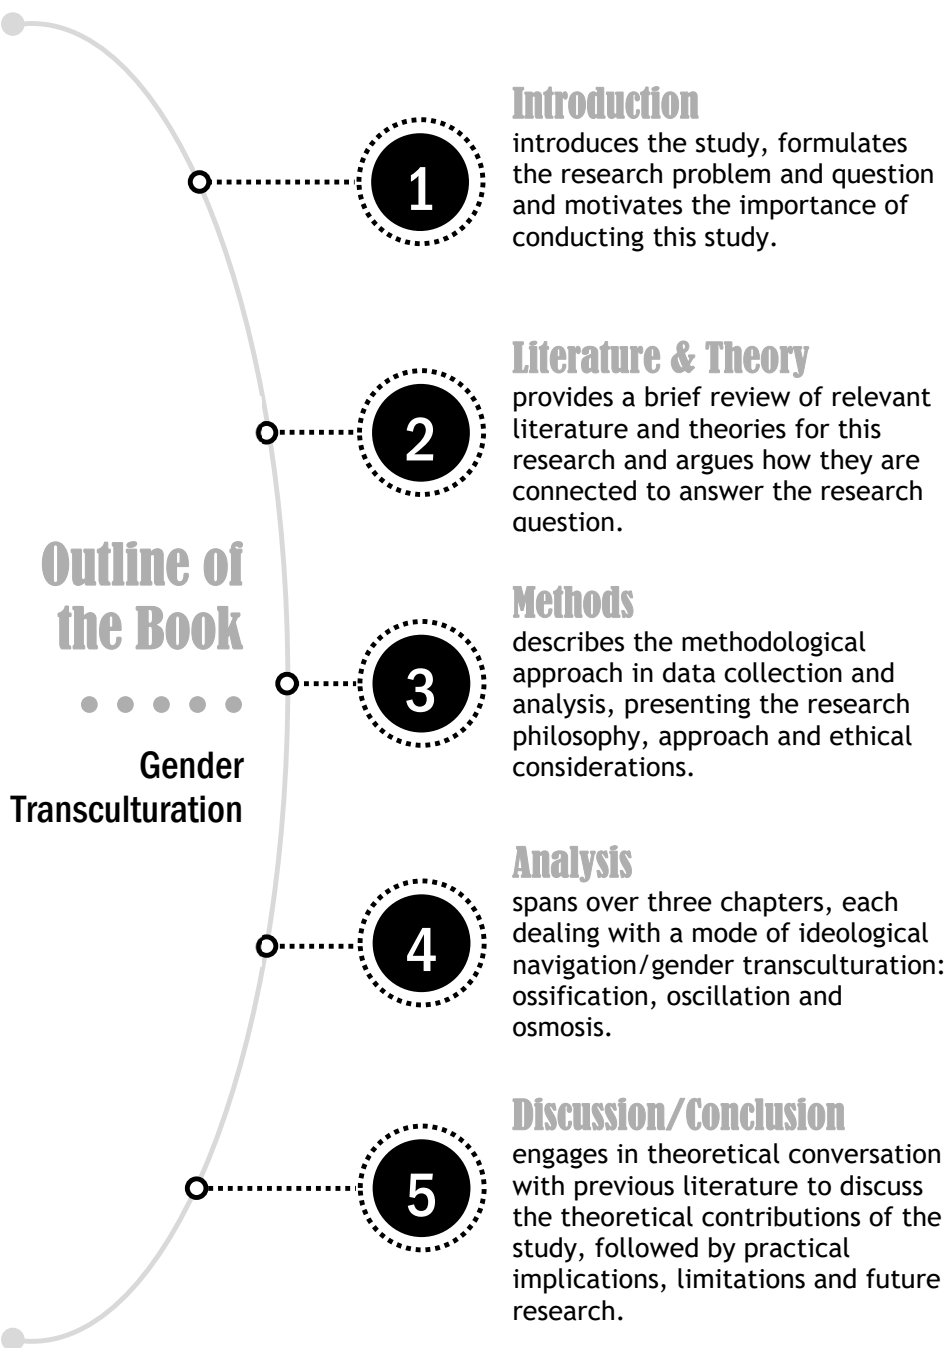 Outline of
the Book
Gender
Transculturation
1
Introduction
introduces the study, formulates
the research problem and question
and motivates the importance of
conducting this study.
2
Literature & Theory
provides a brief review of relevant
literature and theories for this
research and argues how they are
connected to answer the research
question.
3
Methods
describes the methodological
approach in data collection and
analysis, presenting the research
philosophy, approach and ethical
considerations.
4
Analysis
spans over three chapters, each
dealing with a mode of ideological
navigation/gender transculturation:
ossification, oscillation and
osmosis.
5
Discussion/Conclusion
engages in theoretical conversation
with previous literature to discuss
the theoretical contributions of the
study, followed by practical
implications, limitations and future
research.